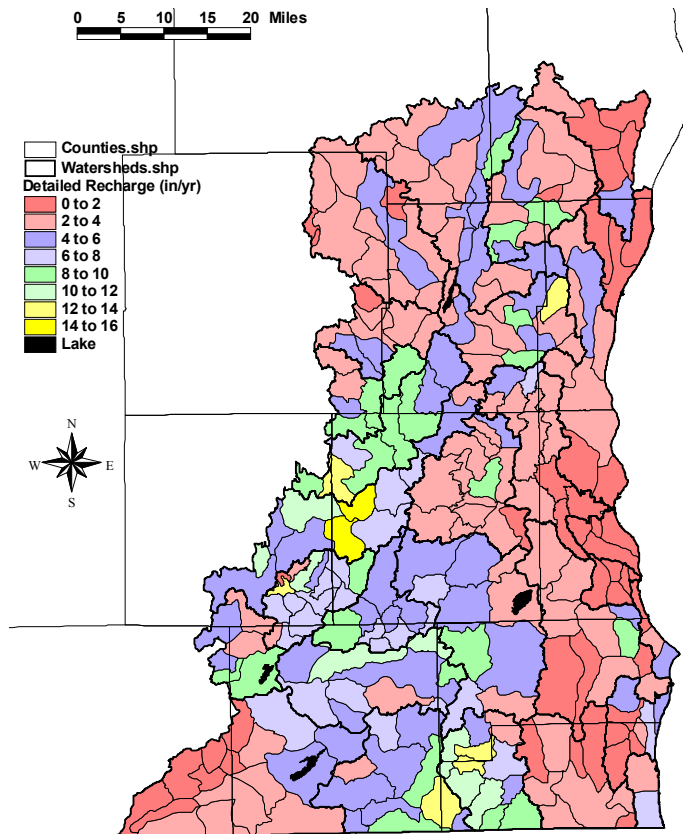 0 5 10 15 20 Miles
Counties.shp
Watersheds.shp
Detailed Recharge (in/yr)
0 to 2
2 to 4
4 to 6
6 to 8
8 to 10
10 to 12
12 to 14
14 to 16
Lake
N
W E
S